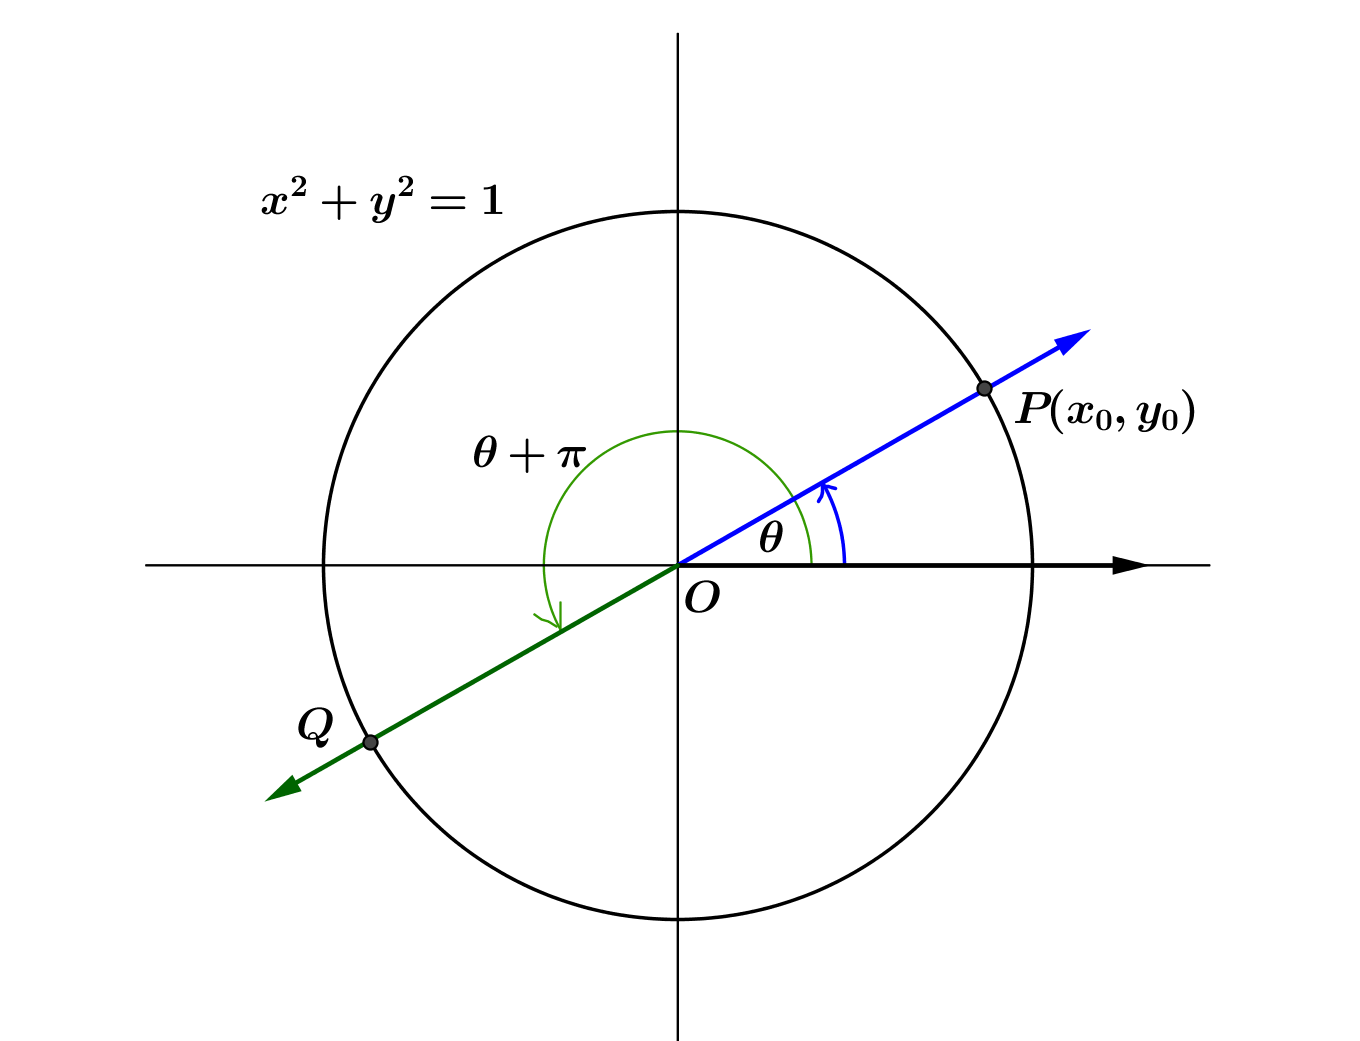 x² + y² = 1
P(x₀, y₀)
θ + π
θ
O
Q